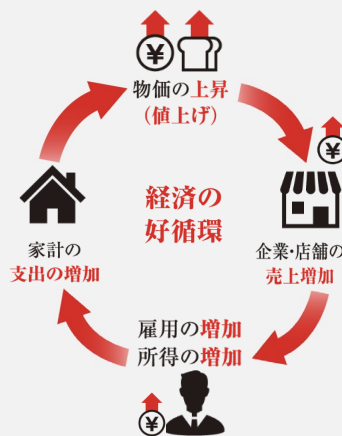 ¥
物価の上昇
（値上げ）
¥
経済の
好循環
企業・店舗の
売上増加
家計の
支出の増加
雇用の増加
所得の増加
¥